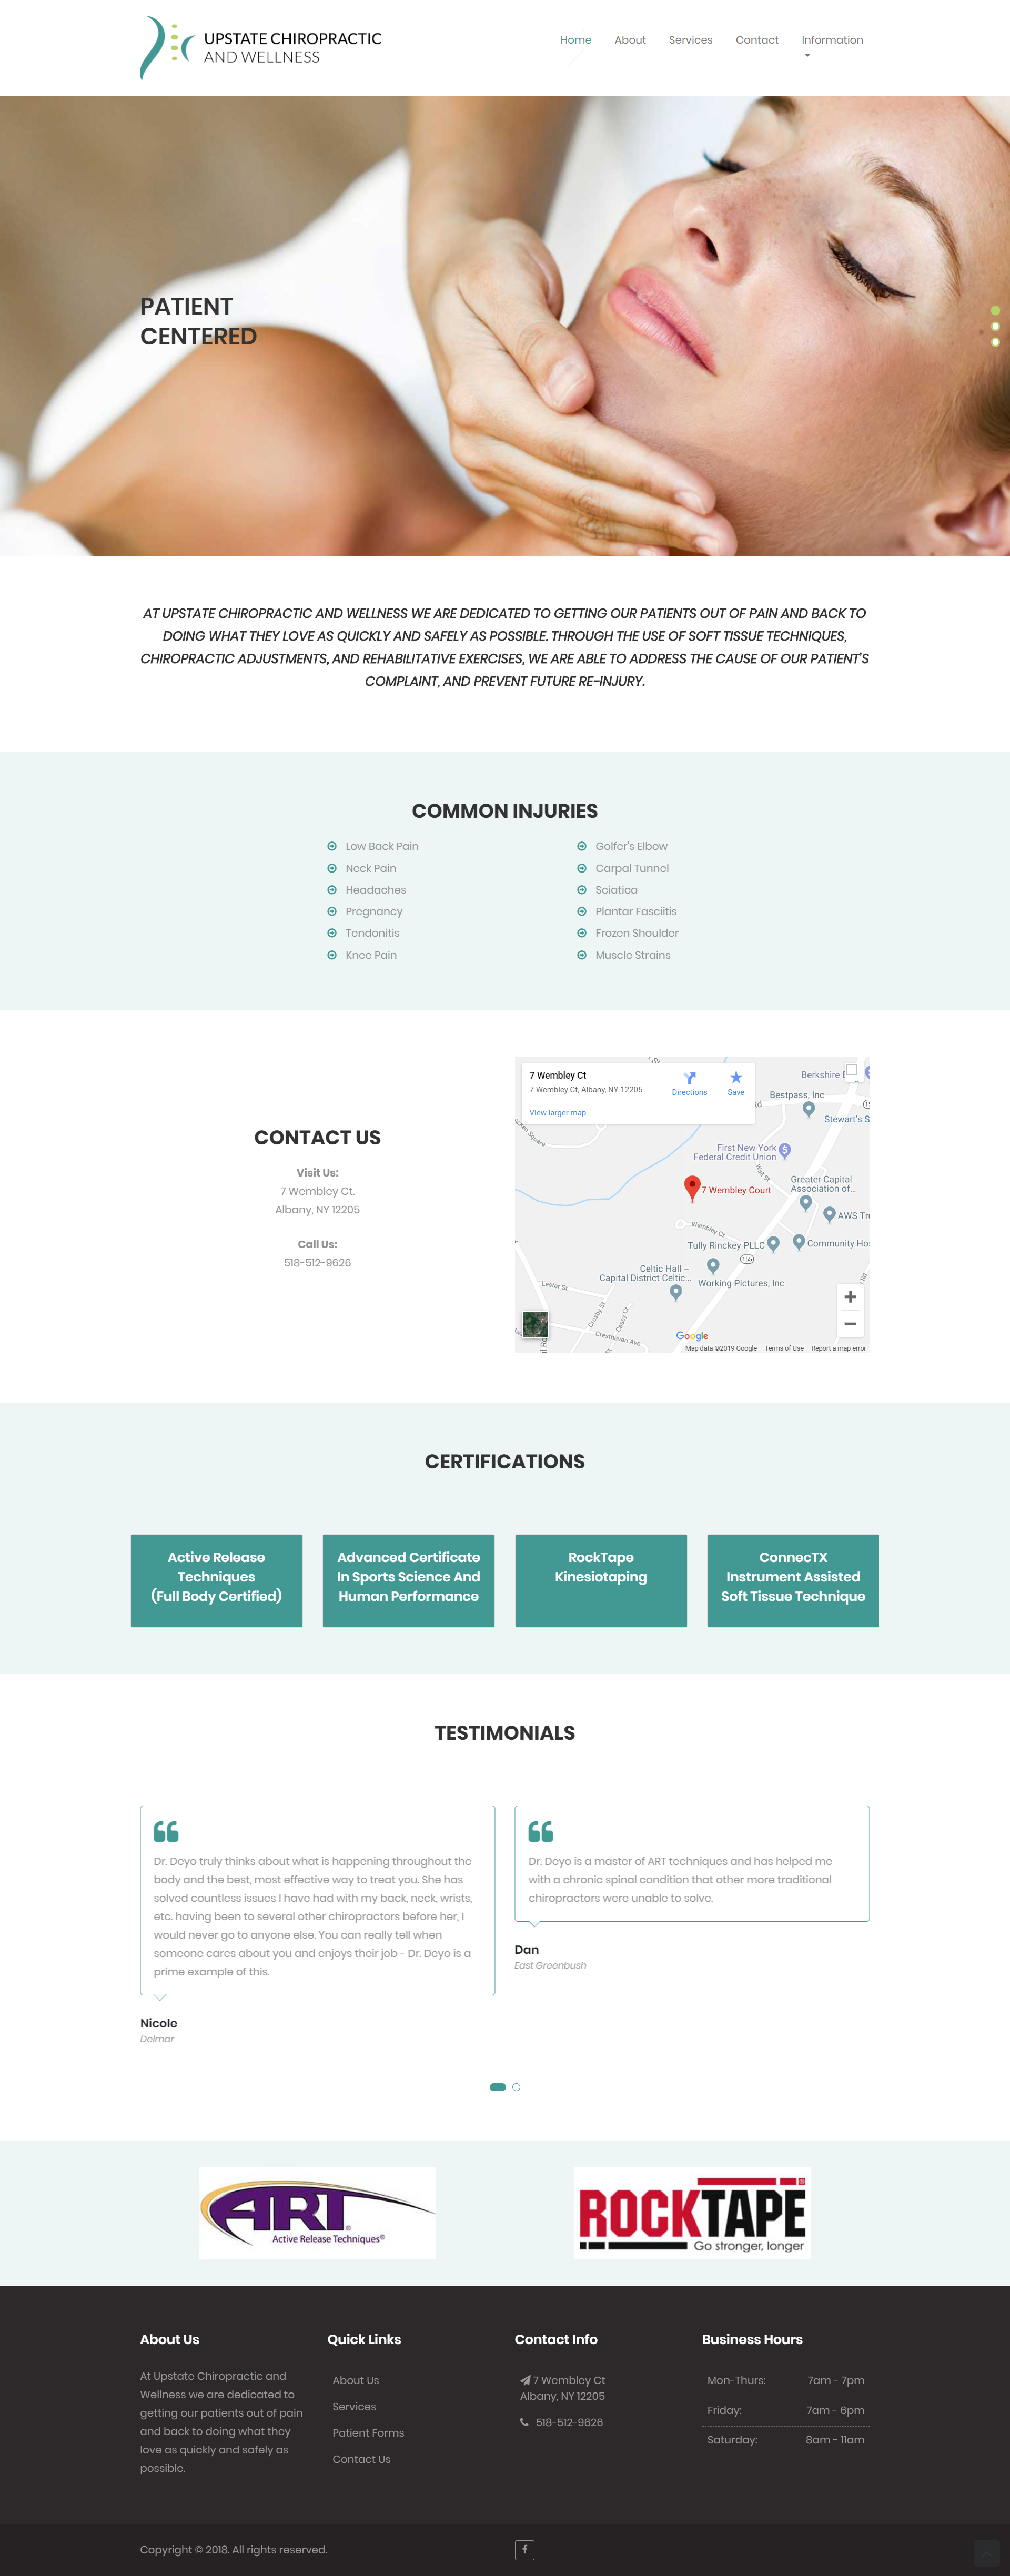 UPSTATE CHIROPRACTIC
AND WELLNESS
Home
About
Services
Contact
Information
PATIENT
CENTERED
AT UPSTATE CHIROPRACTIC AND WELLNESS WE ARE DEDICATED TO GETTING OUR PATIENTS OUT OF PAIN AND BACK TO
DOING WHAT THEY LOVE AS QUICKLY AND SAFELY AS POSSIBLE. THROUGH THE USE OF SOFT TISSUE TECHNIQUES,
CHIROPRACTIC ADJUSTMENTS, AND REHABILITATIVE EXERCISES, WE ARE ABLE TO ADDRESS THE CAUSE OF OUR PATIENT'S
COMPLAINT, AND PREVENT FUTURE RE-INJURY.
COMMON INJURIES
Low Back Pain
Neck Pain
Headaches
Pregnancy
Tendonitis
Knee Pain
Golfer's Elbow
Carpal Tunnel
Sciatica
Plantar Fasciitis
Frozen Shoulder
Muscle Strains
CONTACT US
Visit Us:
7 Wembley Ct.
Albany, NY 12205
Call Us:
518-512-9626
7 Wembley Ct
7 Wembley Ct, Albany, NY 12205
View larger map
Directions
Save
Berkshire
Bestpass, Inc
Rd
Stewart's S
First New York
Federal Credit Union
Wall St
Greater Capital
Association of...
7 Wembley Court
AWS Tru
Wembley Ct
Tully Rinckey PLLC
Community Hos
155
Celtic Hall –
Capital District Celtic...
Working Pictures, Inc
Lester St
Crosby St
Casey Ct
Cresthaven Ave
Rd
Google
Map data ©2019 Google
Terms of Use
Report a map error
CERTIFICATIONS
Active Release
Techniques
(Full Body Certified)
Advanced Certificate
In Sports Science And
Human Performance
RockTape
Kinesiotaping
ConnecTX
Instrument Assisted
Soft Tissue Technique
TESTIMONIALS
Dr. Deyo truly thinks about what is happening throughout the
body and the best, most effective way to treat you. She has
solved countless issues I have had with my back, neck, wrists,
etc. having been to several other chiropractors before her, I
would never go to anyone else. You can really tell when
someone cares about you and enjoys their job - Dr. Deyo is a
prime example of this.
Nicole
Delmar
Dr. Deyo is a master of ART techniques and has helped me
with a chronic spinal condition that other more traditional
chiropractors were unable to solve.
Dan
East Greenbush
ART®
Active Release Techniques®
ROCKTAPE
Go stronger, longer
About Us
At Upstate Chiropractic and
Wellness we are dedicated to
getting our patients out of pain
and back to doing what they
love as quickly and safely as
possible.
Quick Links
About Us
Services
Patient Forms
Contact Us
Contact Info
7 Wembley Ct
Albany, NY 12205
518-512-9626
Business Hours
Mon-Thurs: 7am - 7pm
Friday: 7am - 6pm
Saturday: 8am - 11am
Copyright © 2018. All rights reserved.